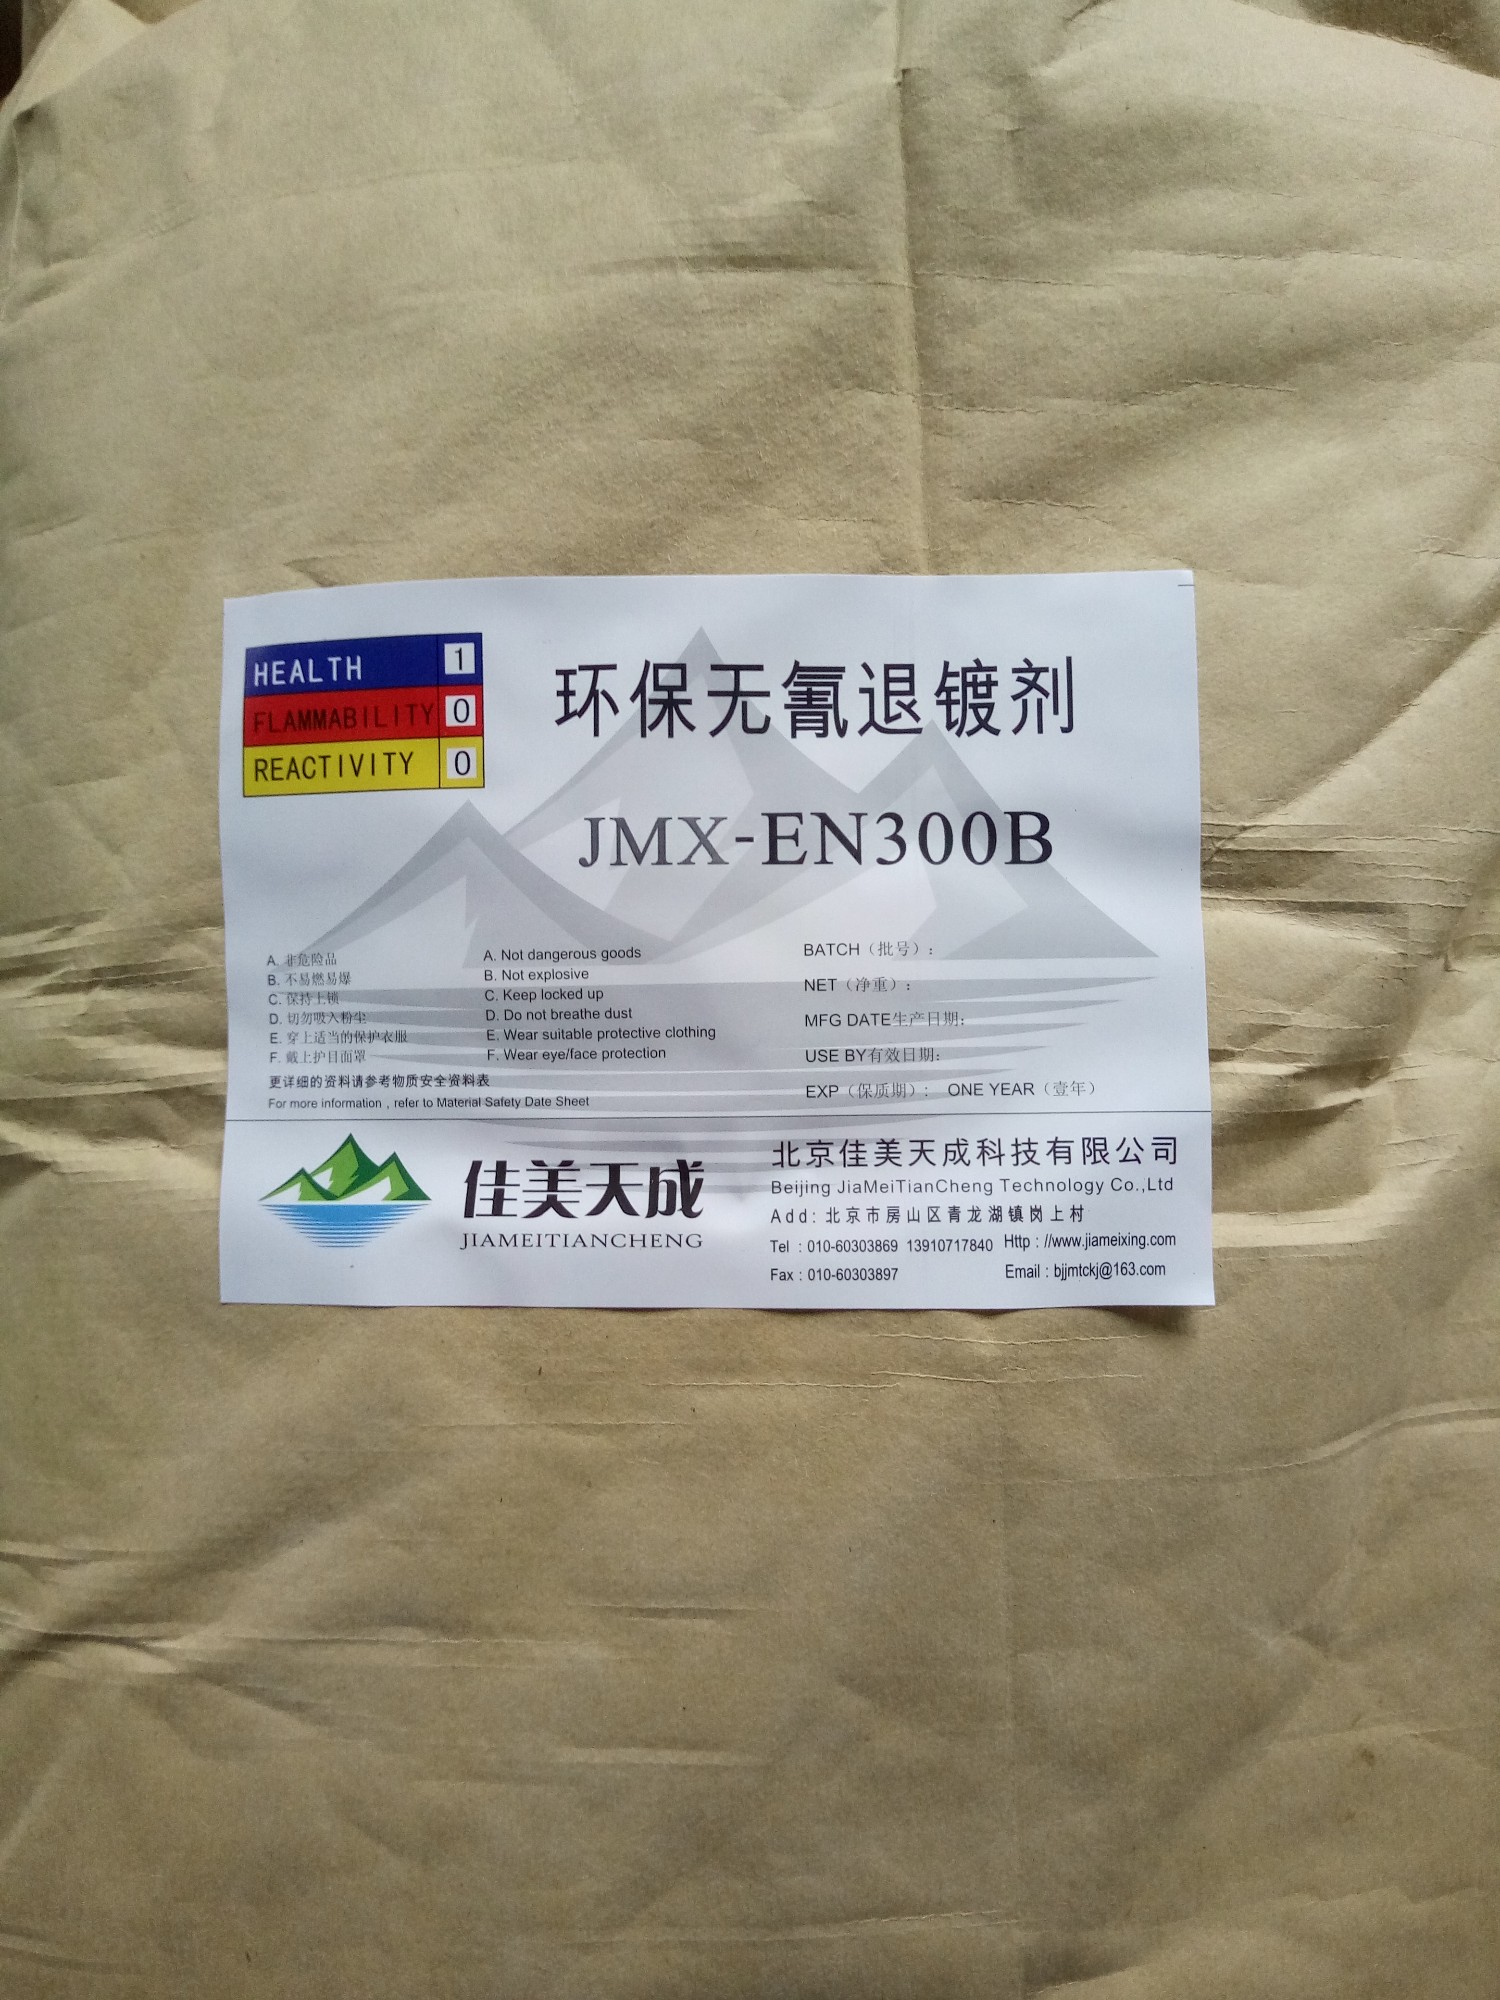 HEALTH 1
FLAMMABILITY 0
REACTIVITY 0
环保无氰退镀剂
JMX-EN300B
A. 非危险品
B. 不易燃易爆
C. 保持上锁
D. 切勿吸入粉尘
E. 穿上适当的保护衣服
F. 戴上护目面罩
A. Not dangerous goods
B. Not explosive
C. Keep locked up
D. Do not breathe dust
E. Wear suitable protective clothing
F. Wear eye/face protection
更详细的资料请参考物质安全资料表
For more information , refer to Material Safety Date Sheet
BATCH（批号）:
NET（净重）:
MFG DATE生产日期:
USE BY有效日期:
EXP（保质期）: ONE YEAR（壹年）
佳美天成
JIAMEITIANCHENG
北京佳美天成科技有限公司
Beijing JiaMeiTianCheng Technology Co.,Ltd
Add: 北京市房山区青龙湖镇岗上村
Tel : 010-60303869 13910717840 Http : //www.jiameixing.com
Fax : 010-60303897 Email : bjjmtckj@163.com